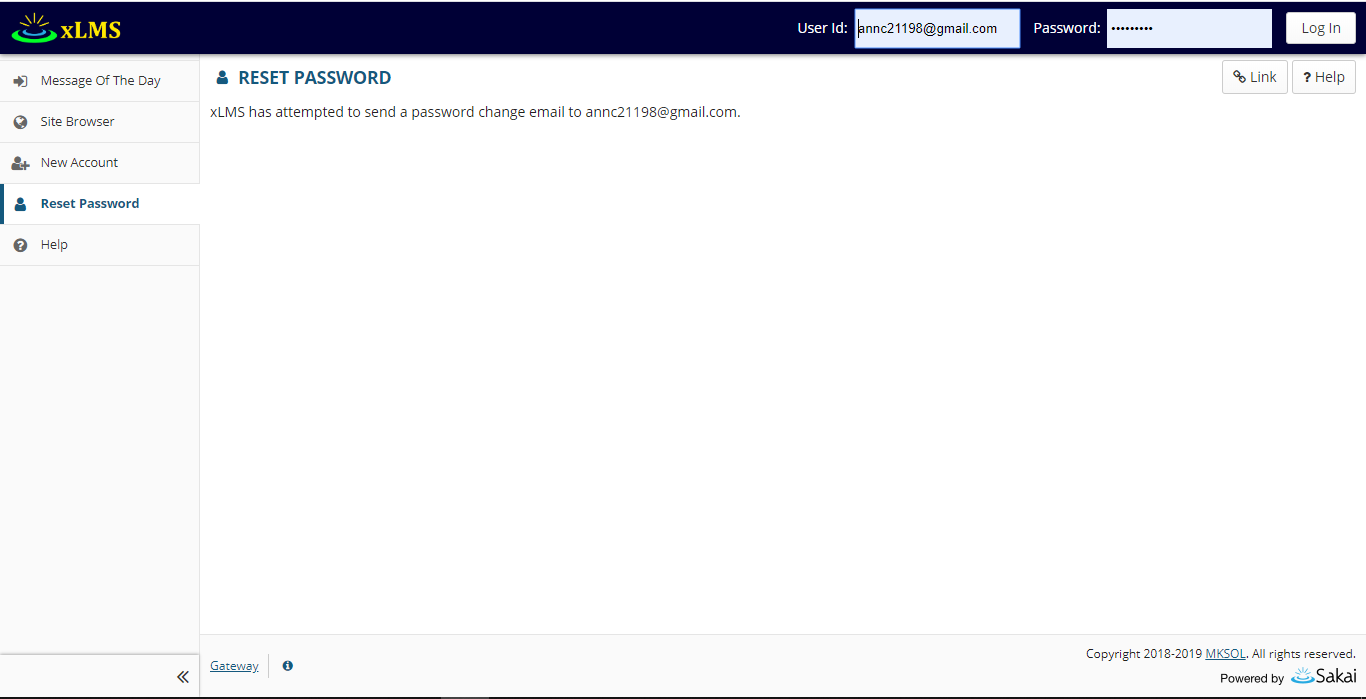 xLMS
User Id: annc21198@gmail.com Password: ••••••••• Log In
Message Of The Day
Site Browser
New Account
Reset Password
Help
RESET PASSWORD
Link ? Help
xLMS has attempted to send a password change email to annc21198@gmail.com.
Gateway
Copyright 2018-2019 MKSOL. All rights reserved.
Powered by Sakai